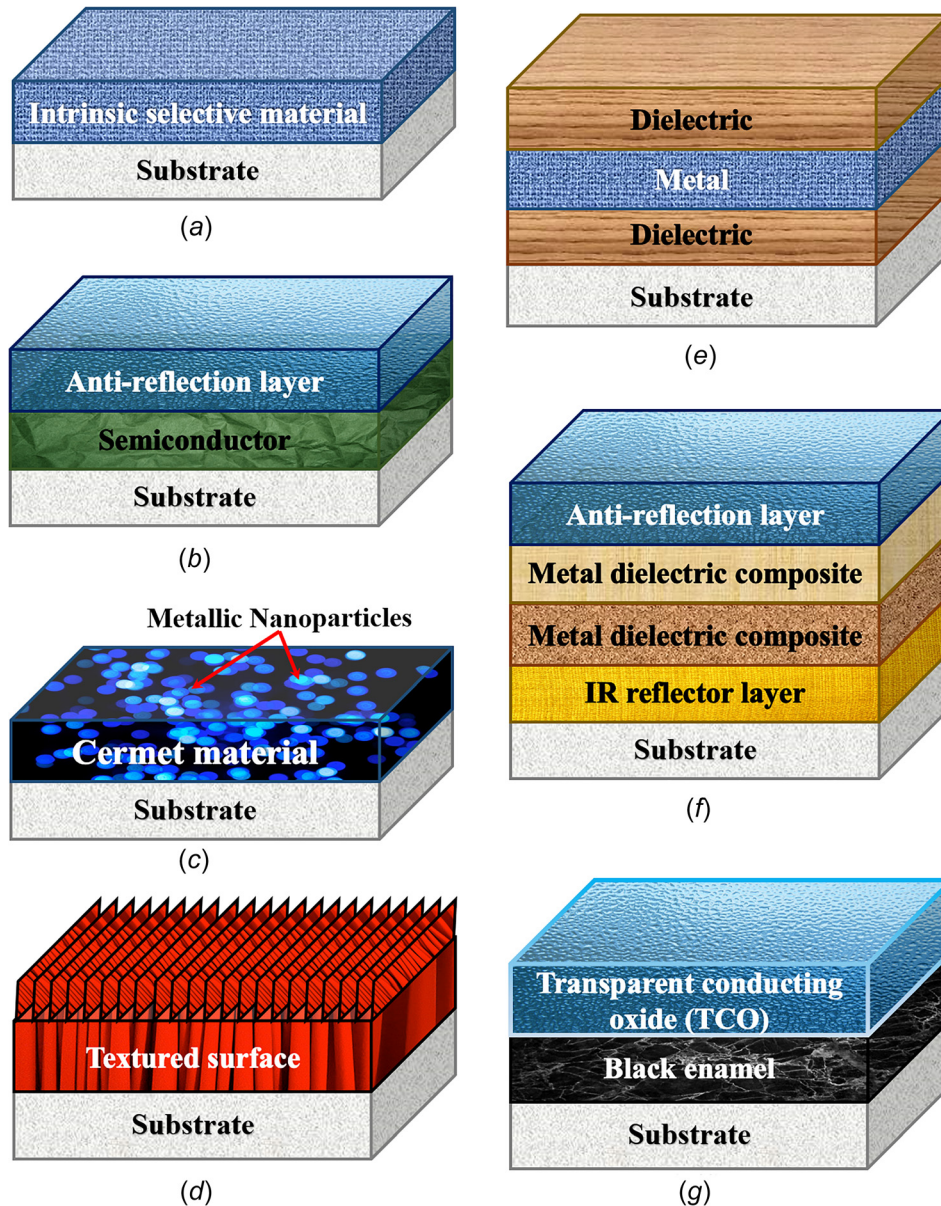 Intrinsic selective material
Substrate
(a)
Anti-reflection layer
Semiconductor
Substrate
(b)
Metallic Nanoparticles
Cermet material
Substrate
(c)
Textured surface
Substrate
(d)
Dielectric
Metal
Dielectric
Substrate
(e)
Anti-reflection layer
Metal dielectric composite
Metal dielectric composite
IR reflector layer
Substrate
(f)
Transparent conducting
oxide (TCO)
Black enamel
Substrate
(g)